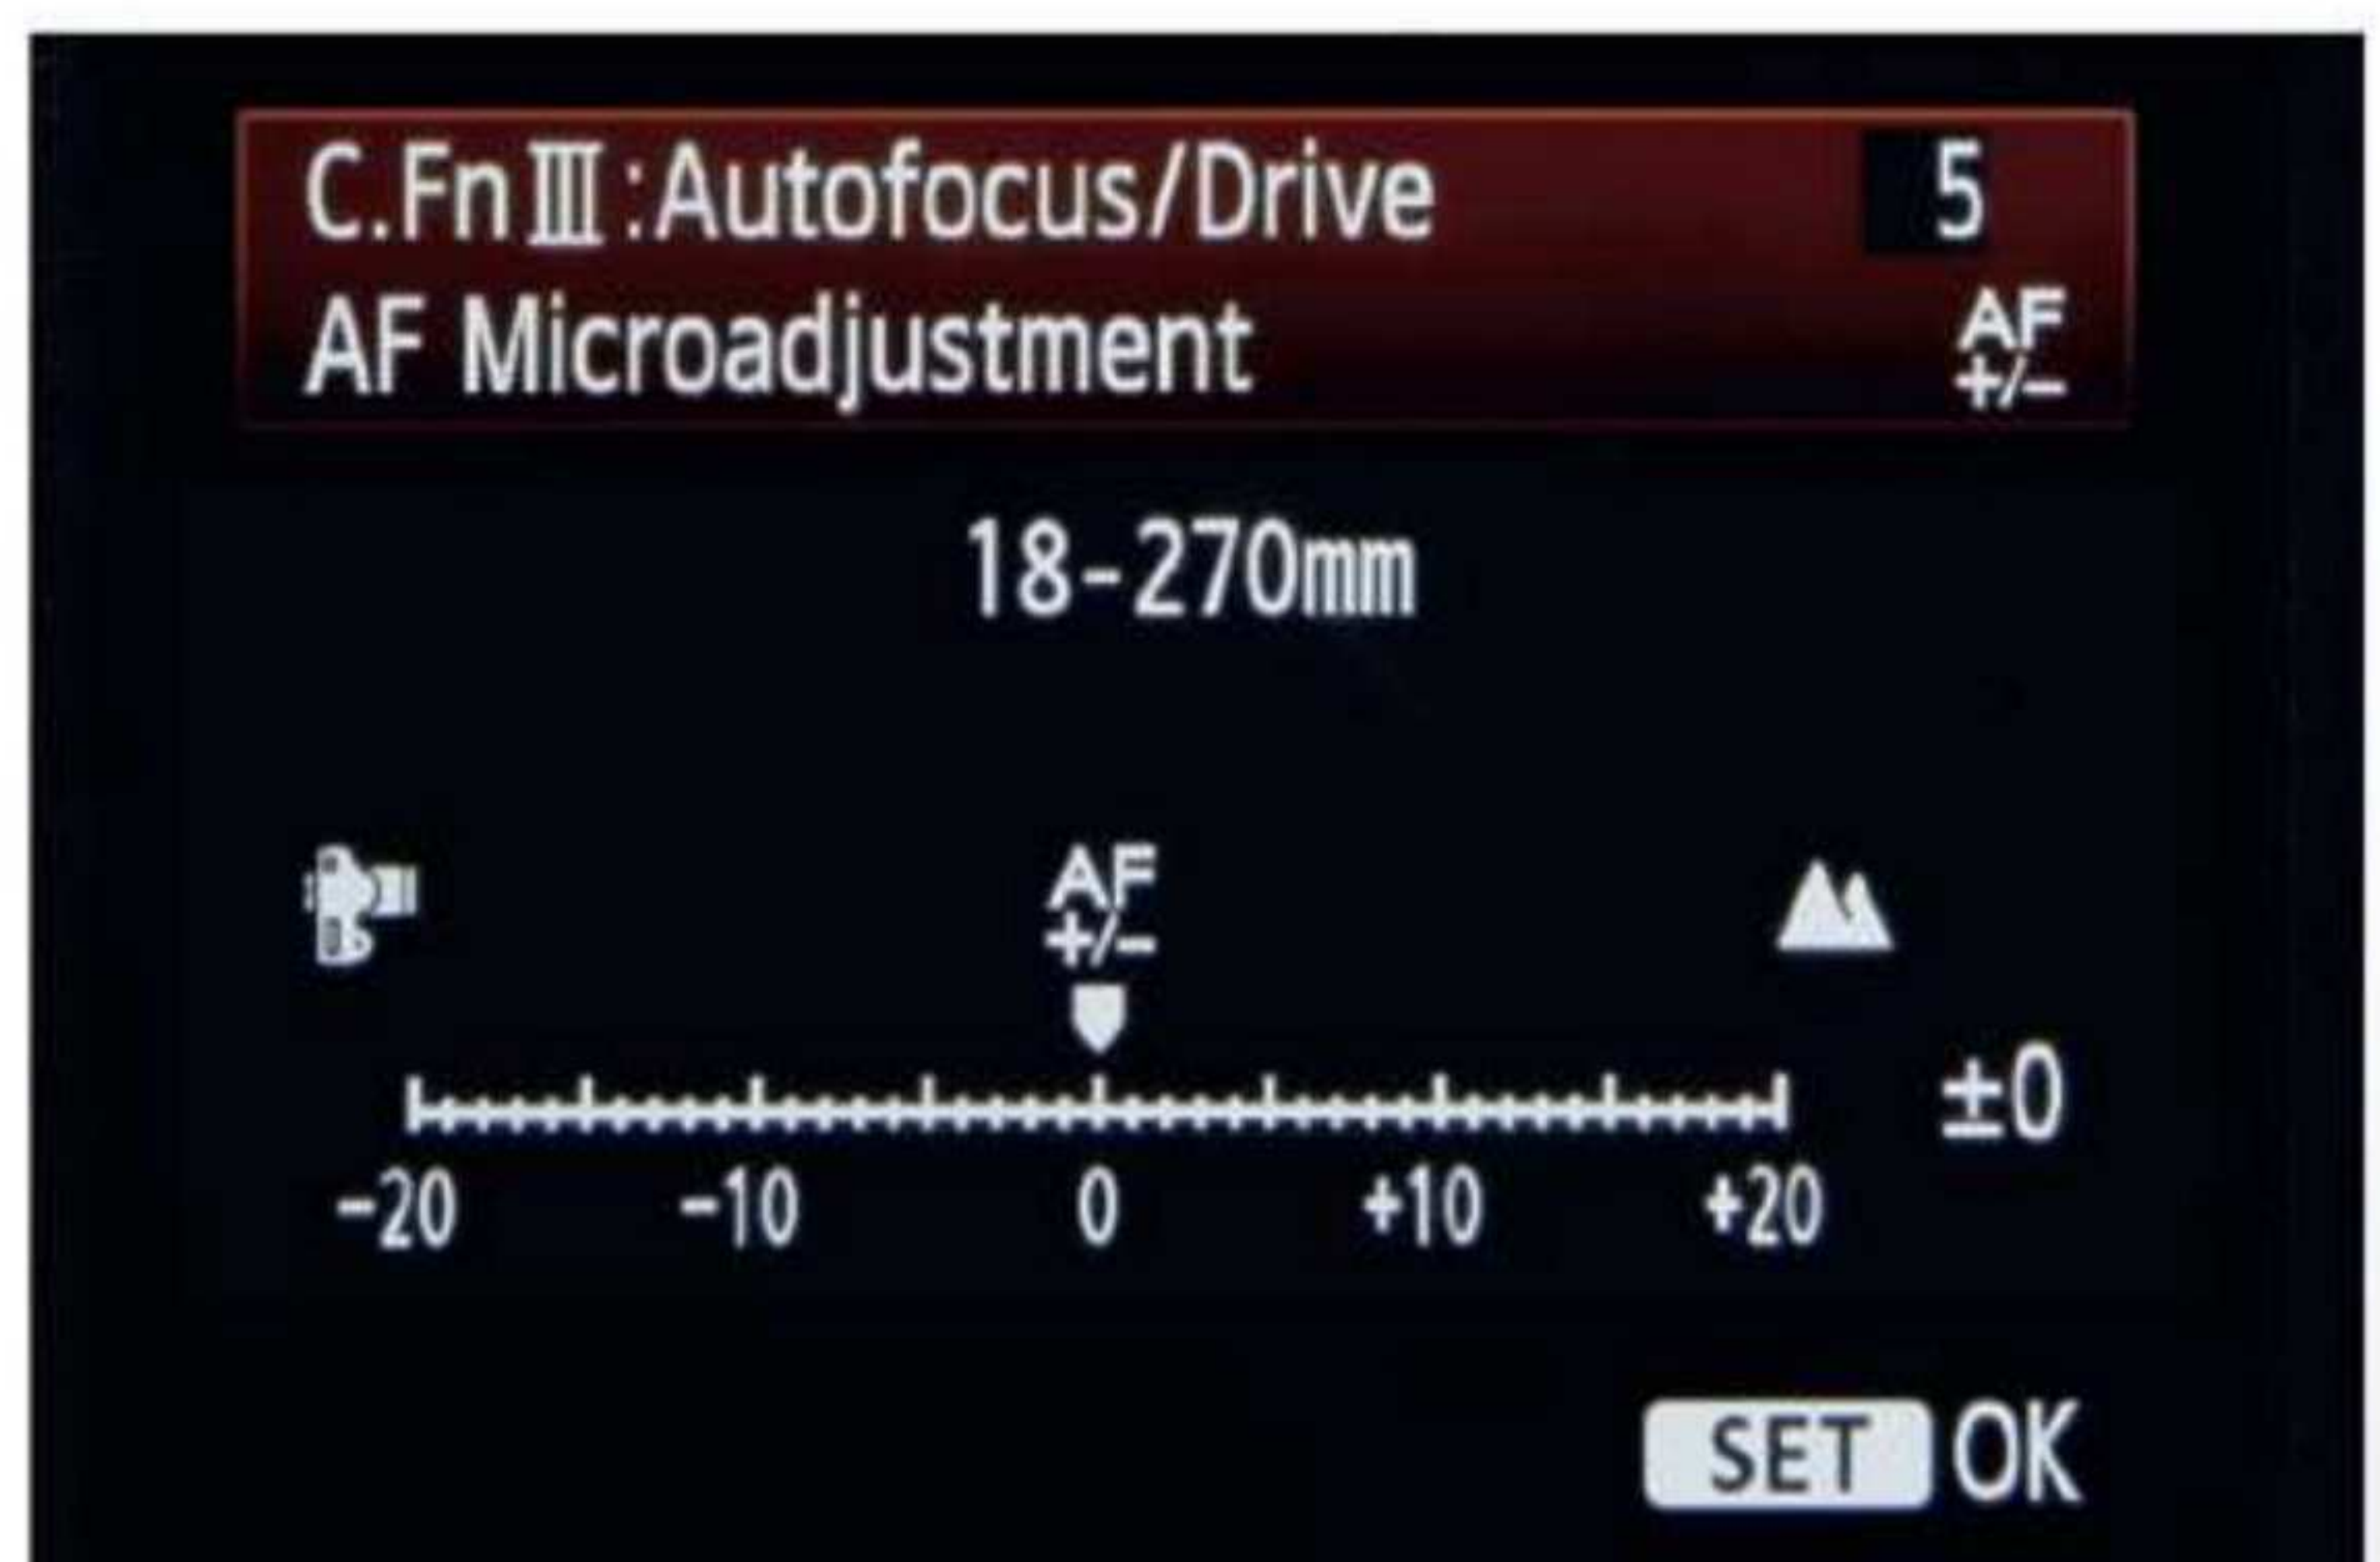 C.Fn III :Autofocus/Drive 5
AF Microadjustment AF +/-
18-270mm
AF
+/-
±0
-20 -10 0 +10 +20
SET OK